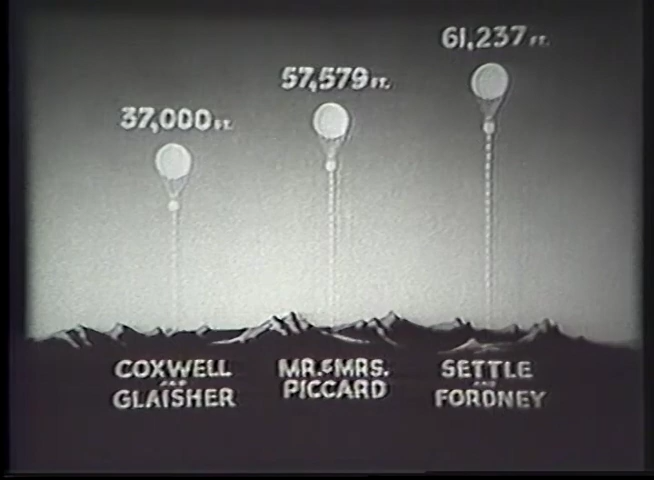 61,237 FT.
57,579 FT.
37,000 FT.
COXWELL
AND
GLAISHER
MR.&MRS.
PICCARD
SETTLE
AND
FORDNEY